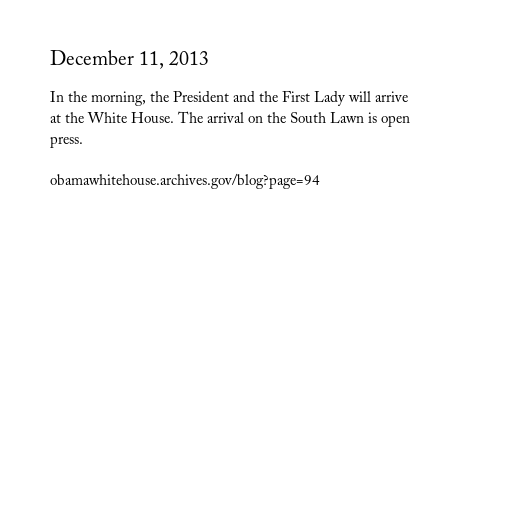 December 11, 2013
In the morning, the President and the First Lady will arrive
at the White House. The arrival on the South Lawn is open
press.
obamawhitehouse.archives.gov/blog?page=94